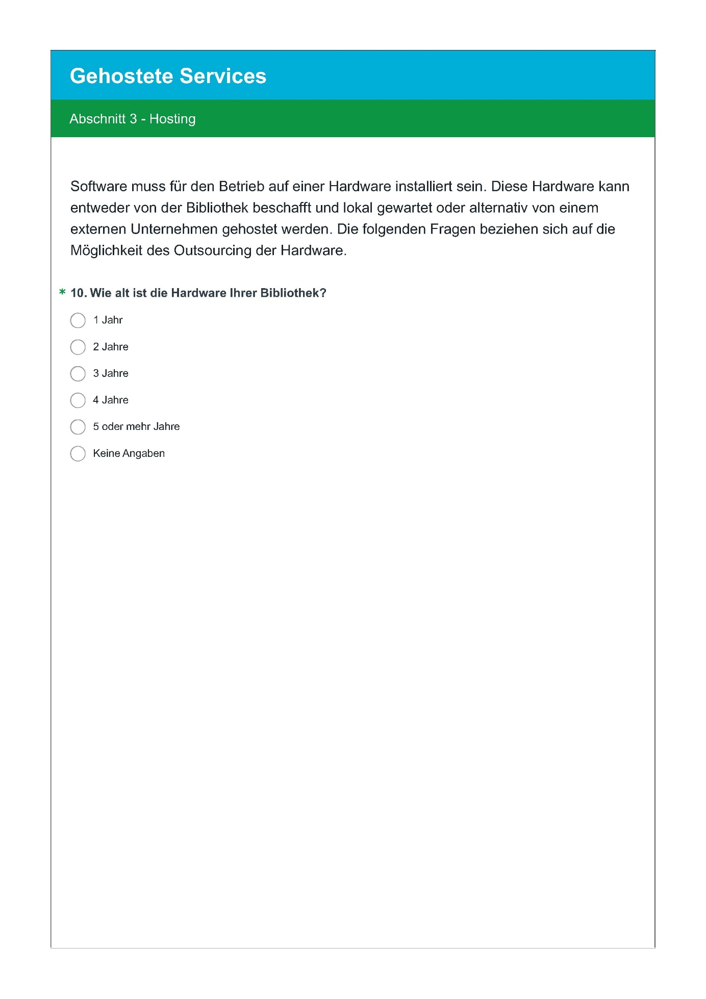 Gehostete Services
Abschnitt 3 - Hosting
Software muss für den Betrieb auf einer Hardware installiert sein. Diese Hardware kann
entweder von der Bibliothek beschafft und lokal gewartet oder alternativ von einem
externen Unternehmen gehostet werden. Die folgenden Fragen beziehen sich auf die
Möglichkeit des Outsourcing der Hardware.
* 10. Wie alt ist die Hardware Ihrer Bibliothek?
1 Jahr
2 Jahre
3 Jahre
4 Jahre
5 oder mehr Jahre
Keine Angaben